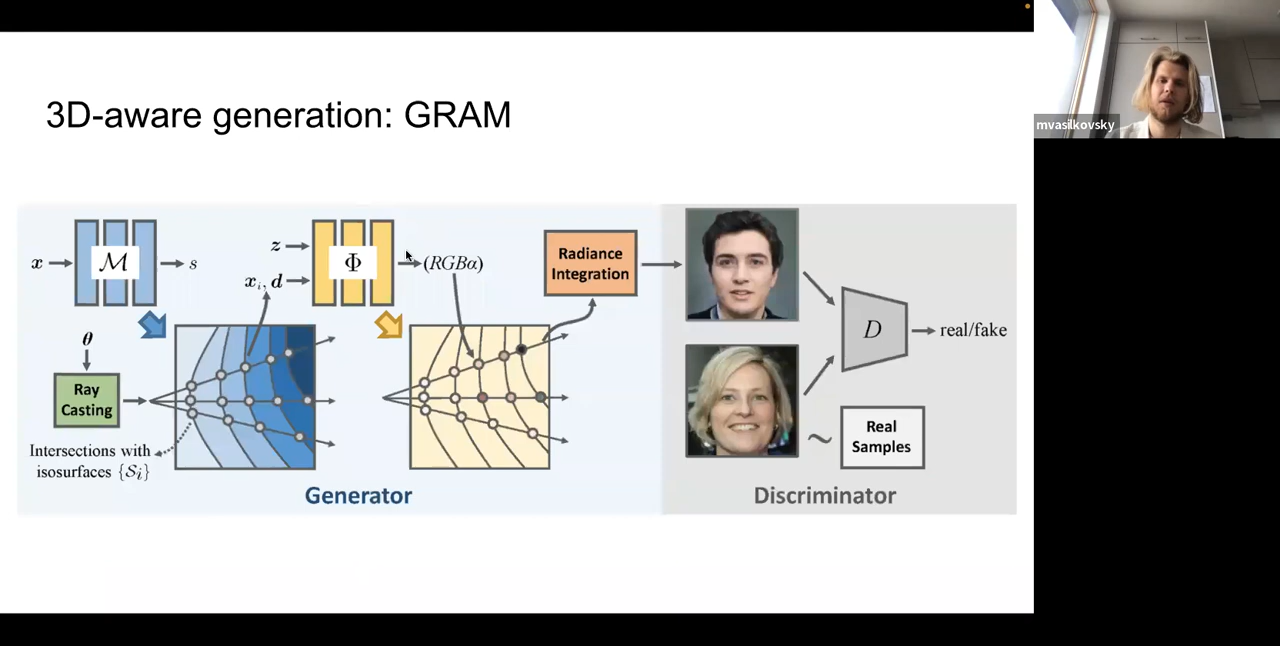 3D-aware generation: GRAM
mvasilkovsky
x
M
s
z
x_i, d
Φ
(RGBα)
Radiance
Integration
θ
Ray
Casting
Intersections with
isosurfaces {S_i}
Generator
D
real/fake
~
Real
Samples
Discriminator